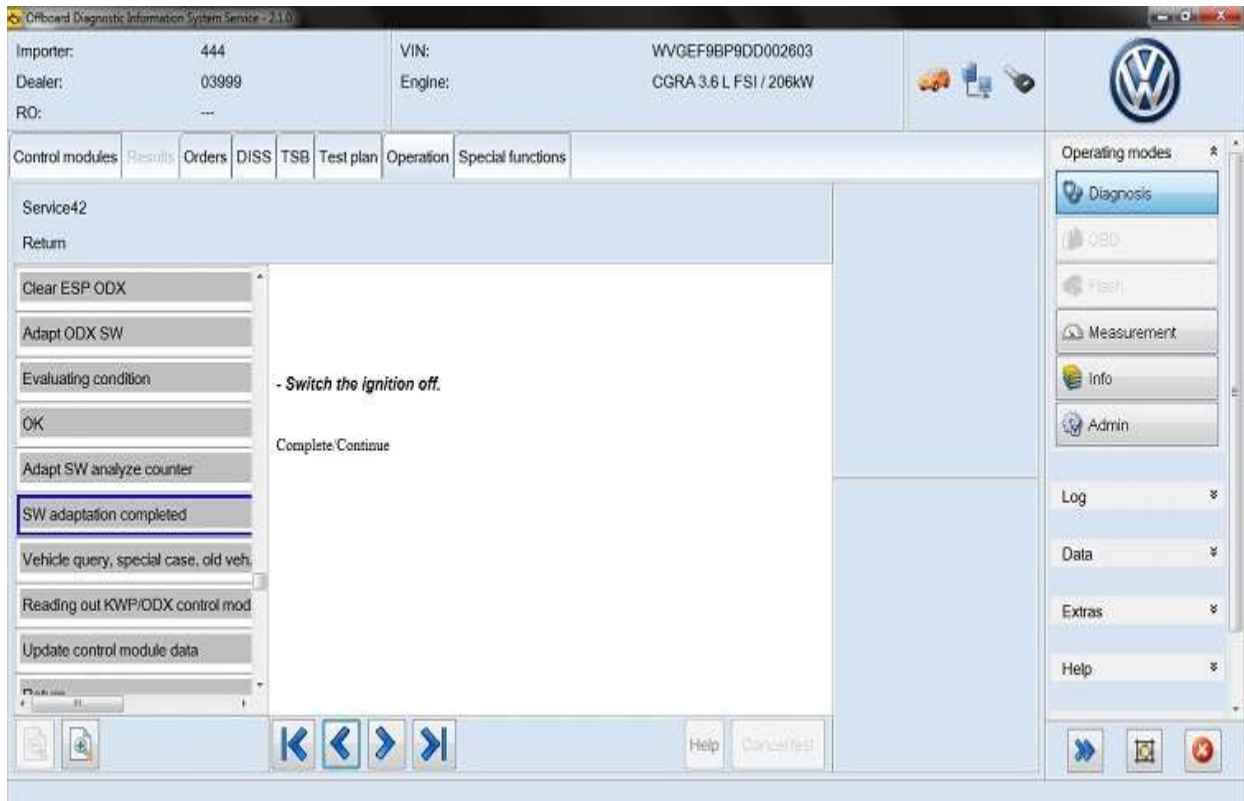 Offboard Diagnostic Information System Service - 2.1.0
Importer: 444 VIN: WVGEF9BP9DD002603
Dealer: 03999 Engine: CGRA 3.6 L FSI / 206kW
RO: ---
Control modules Results Orders DISS TSB Test plan Operation Special functions
Service42
Return
Clear ESP ODX
Adapt ODX SW
Evaluating condition
OK
Adapt SW analyze counter
SW adaptation completed
Vehicle query, special case, old veh.
Reading out KWP/ODX control mod
Update control module data
Return
- Switch the ignition off.
Complete/Continue
Help Cancel test
Operating modes
Diagnosis
OBD
Flash
Measurement
Info
Admin
Log
Data
Extras
Help